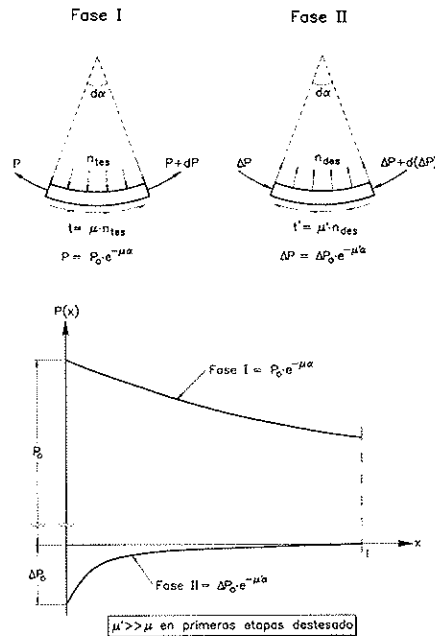 Fase I
Fase II
dα
dα
P
n_tes
P+dP
ΔP
n_des
ΔP+d(ΔP)
t = μ·n_tes
t' = μ'·n_des
P = P₀·e^-μα
ΔP = ΔP₀·e^-μ'α
P(x)
Fase I = P₀·e^-μα
P₀
x
ΔP₀
Fase II = ΔP₀·e^-μ'α
μ'>>μ en primeras etapas destesado